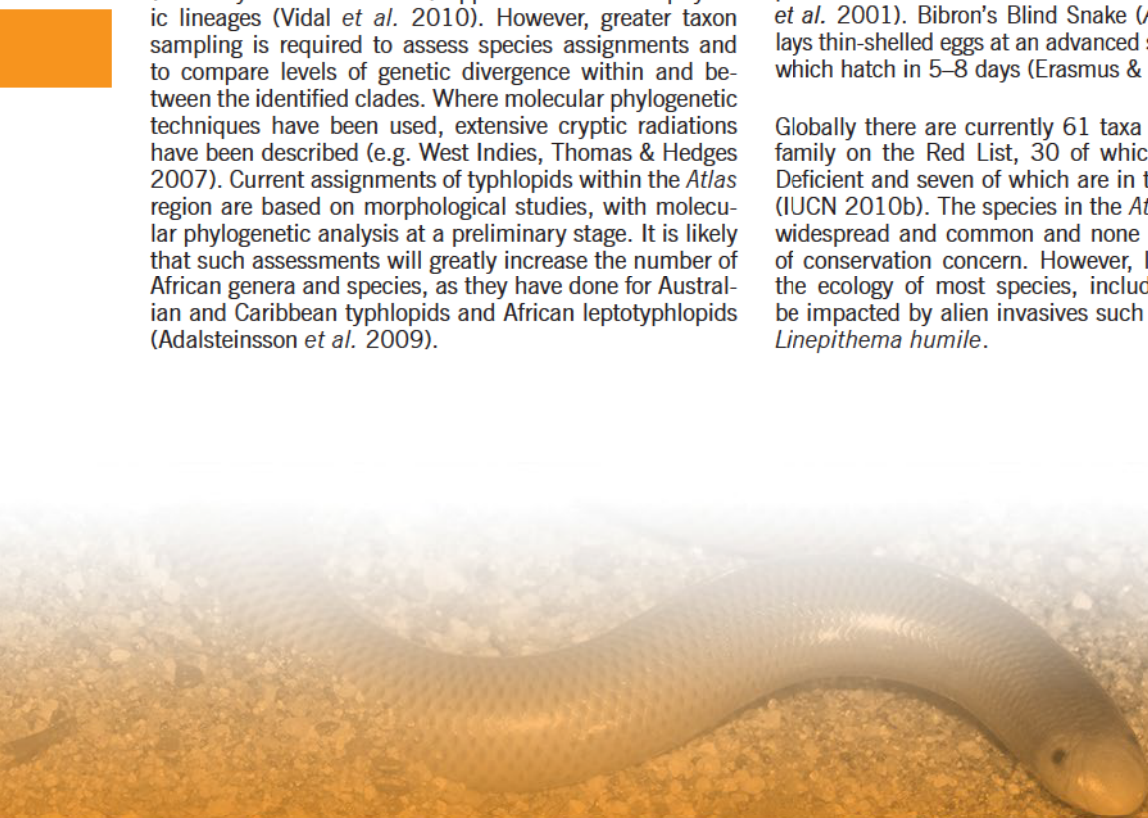 ic lineages (Vidal et al. 2010). However, greater taxon
sampling is required to assess species assignments and
to compare levels of genetic divergence within and be-
tween the identified clades. Where molecular phylogenetic
techniques have been used, extensive cryptic radiations
have been described (e.g. West Indies, Thomas & Hedges
2007). Current assignments of typhlopids within the Atlas
region are based on morphological studies, with molecu-
lar phylogenetic analysis at a preliminary stage. It is likely
that such assessments will greatly increase the number of
African genera and species, as they have done for Austral-
ian and Caribbean typhlopids and African leptotyphlopids
(Adalsteinsson et al. 2009).
et al. 2001). Bibron's Blind Snake (
lays thin-shelled eggs at an advanced
which hatch in 5–8 days (Erasmus &
Globally there are currently 61 taxa
family on the Red List, 30 of
Deficient and seven of which are in
(IUCN 2010b). The species in the
widespread and common and none
of conservation concern. However,
the ecology of most species,
be impacted by alien invasives such
Linepithema humile.